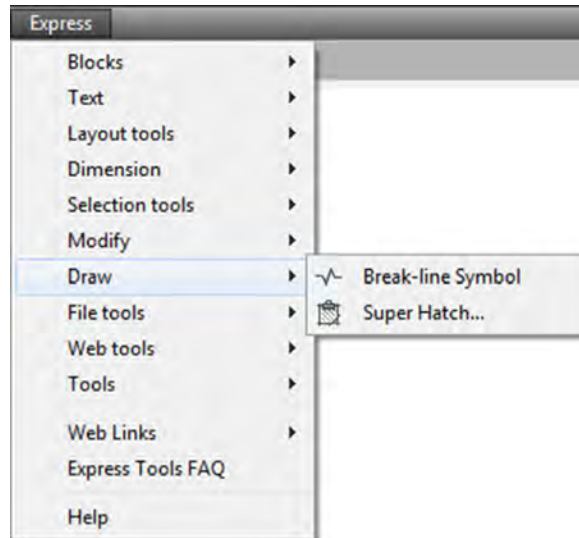 Express
Blocks
Text
Layout tools
Dimension
Selection tools
Modify
Draw
Break-line Symbol
File tools
Super Hatch...
Web tools
Tools
Web Links
Express Tools FAQ
Help